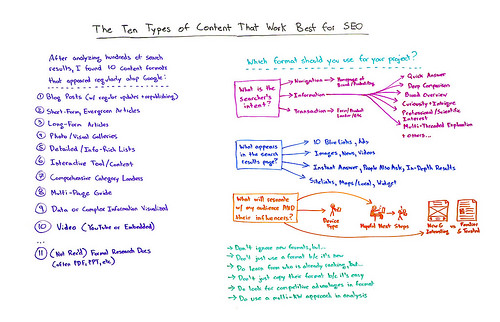 The Ten Types of Content That Work Best for SEO
After analyzing hundreds of search
results, I found 10 content formats
that appeared regularly atop Google:
1 Blog Posts (w/ regular updates + republishing)
2 Short-Form, Evergreen Articles
3 Long-Form Articles
4 Photo/Visual Galleries
5 Detailed/Info-Rich Lists
6 Interactive Tool/Content
7 Comprehensive Category Landers
8 Multi-Page Guide
9 Data or Complex Information Visualized
10 Video (YouTube or Embedded)
...
11 (Not Rec'd) Formal Research Docs
(often PDF, PPT, etc)
Which format should you use for your project?
What is the
searcher's
intent?
Navigation
Homepage of
Information
Transaction
Quick Answer
Deep Comparison
Broad Overview
Curiosity + Intrigue
Professional/Scientific
Interest
Multi-Threaded Exploration
+ others...
What appears
in the search
results page?
10 Blue Links, Ads
Images, News, Videos
Instant Answer, People Also Ask, In-Depth Results
Sitelinks, Maps/Local, Widget
What will resonate
w/ my audience AND
their influencers?
Device
Type
Next Steps
New &
Interesting
vs
Familiar
& Trusted
Don't ignore new formats, but...
Don't just use a format b/c it's new
Do learn from who is already ranking, but...
Don't just copy their format b/c it's easy
Do look for competitive advantages in format
Do use a multi-KW approach in analysis